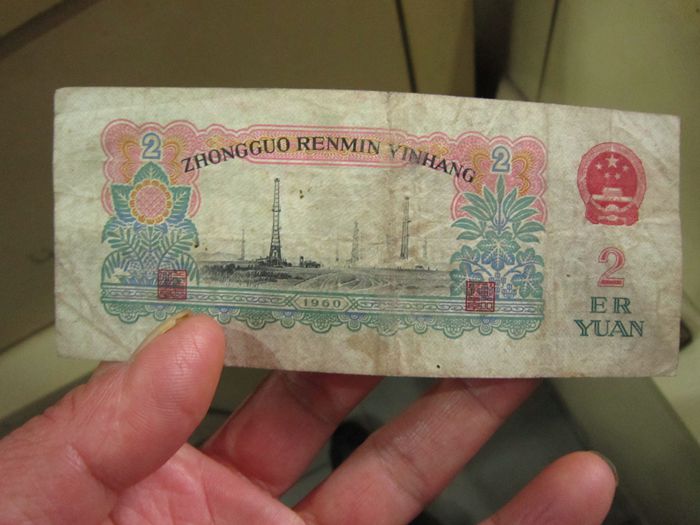 2
ZHONGGUO RENMIN YINHANG
2
1960
2
ER
YUAN